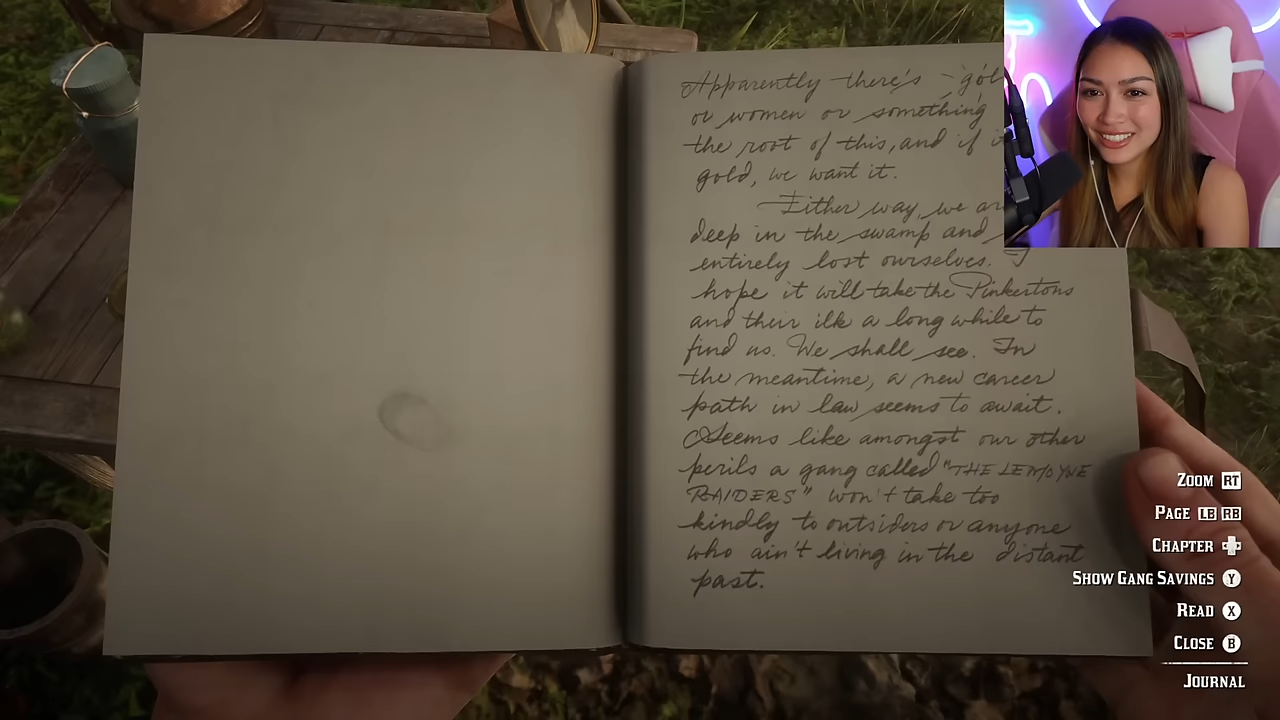 Apparently there's gol
or women or something
the root of this, and if i
gold, we want it.
Either way, we ar
deep in the swamp and
entirely lost ourselves. I
hope it will take the Pinkertons
and their ilk a long while to
find us. We shall see. In
the meantime, a new career
path in law seems to await.
Seems like amongst our other
perils a gang called "THE LEMOYNE
RAIDERS" won't take too
kindly to outsiders or anyone
who ain't living in the distant
past.
ZOOM RT
PAGE LB RB
CHAPTER
SHOW GANG SAVINGS Y
READ X
CLOSE B
JOURNAL